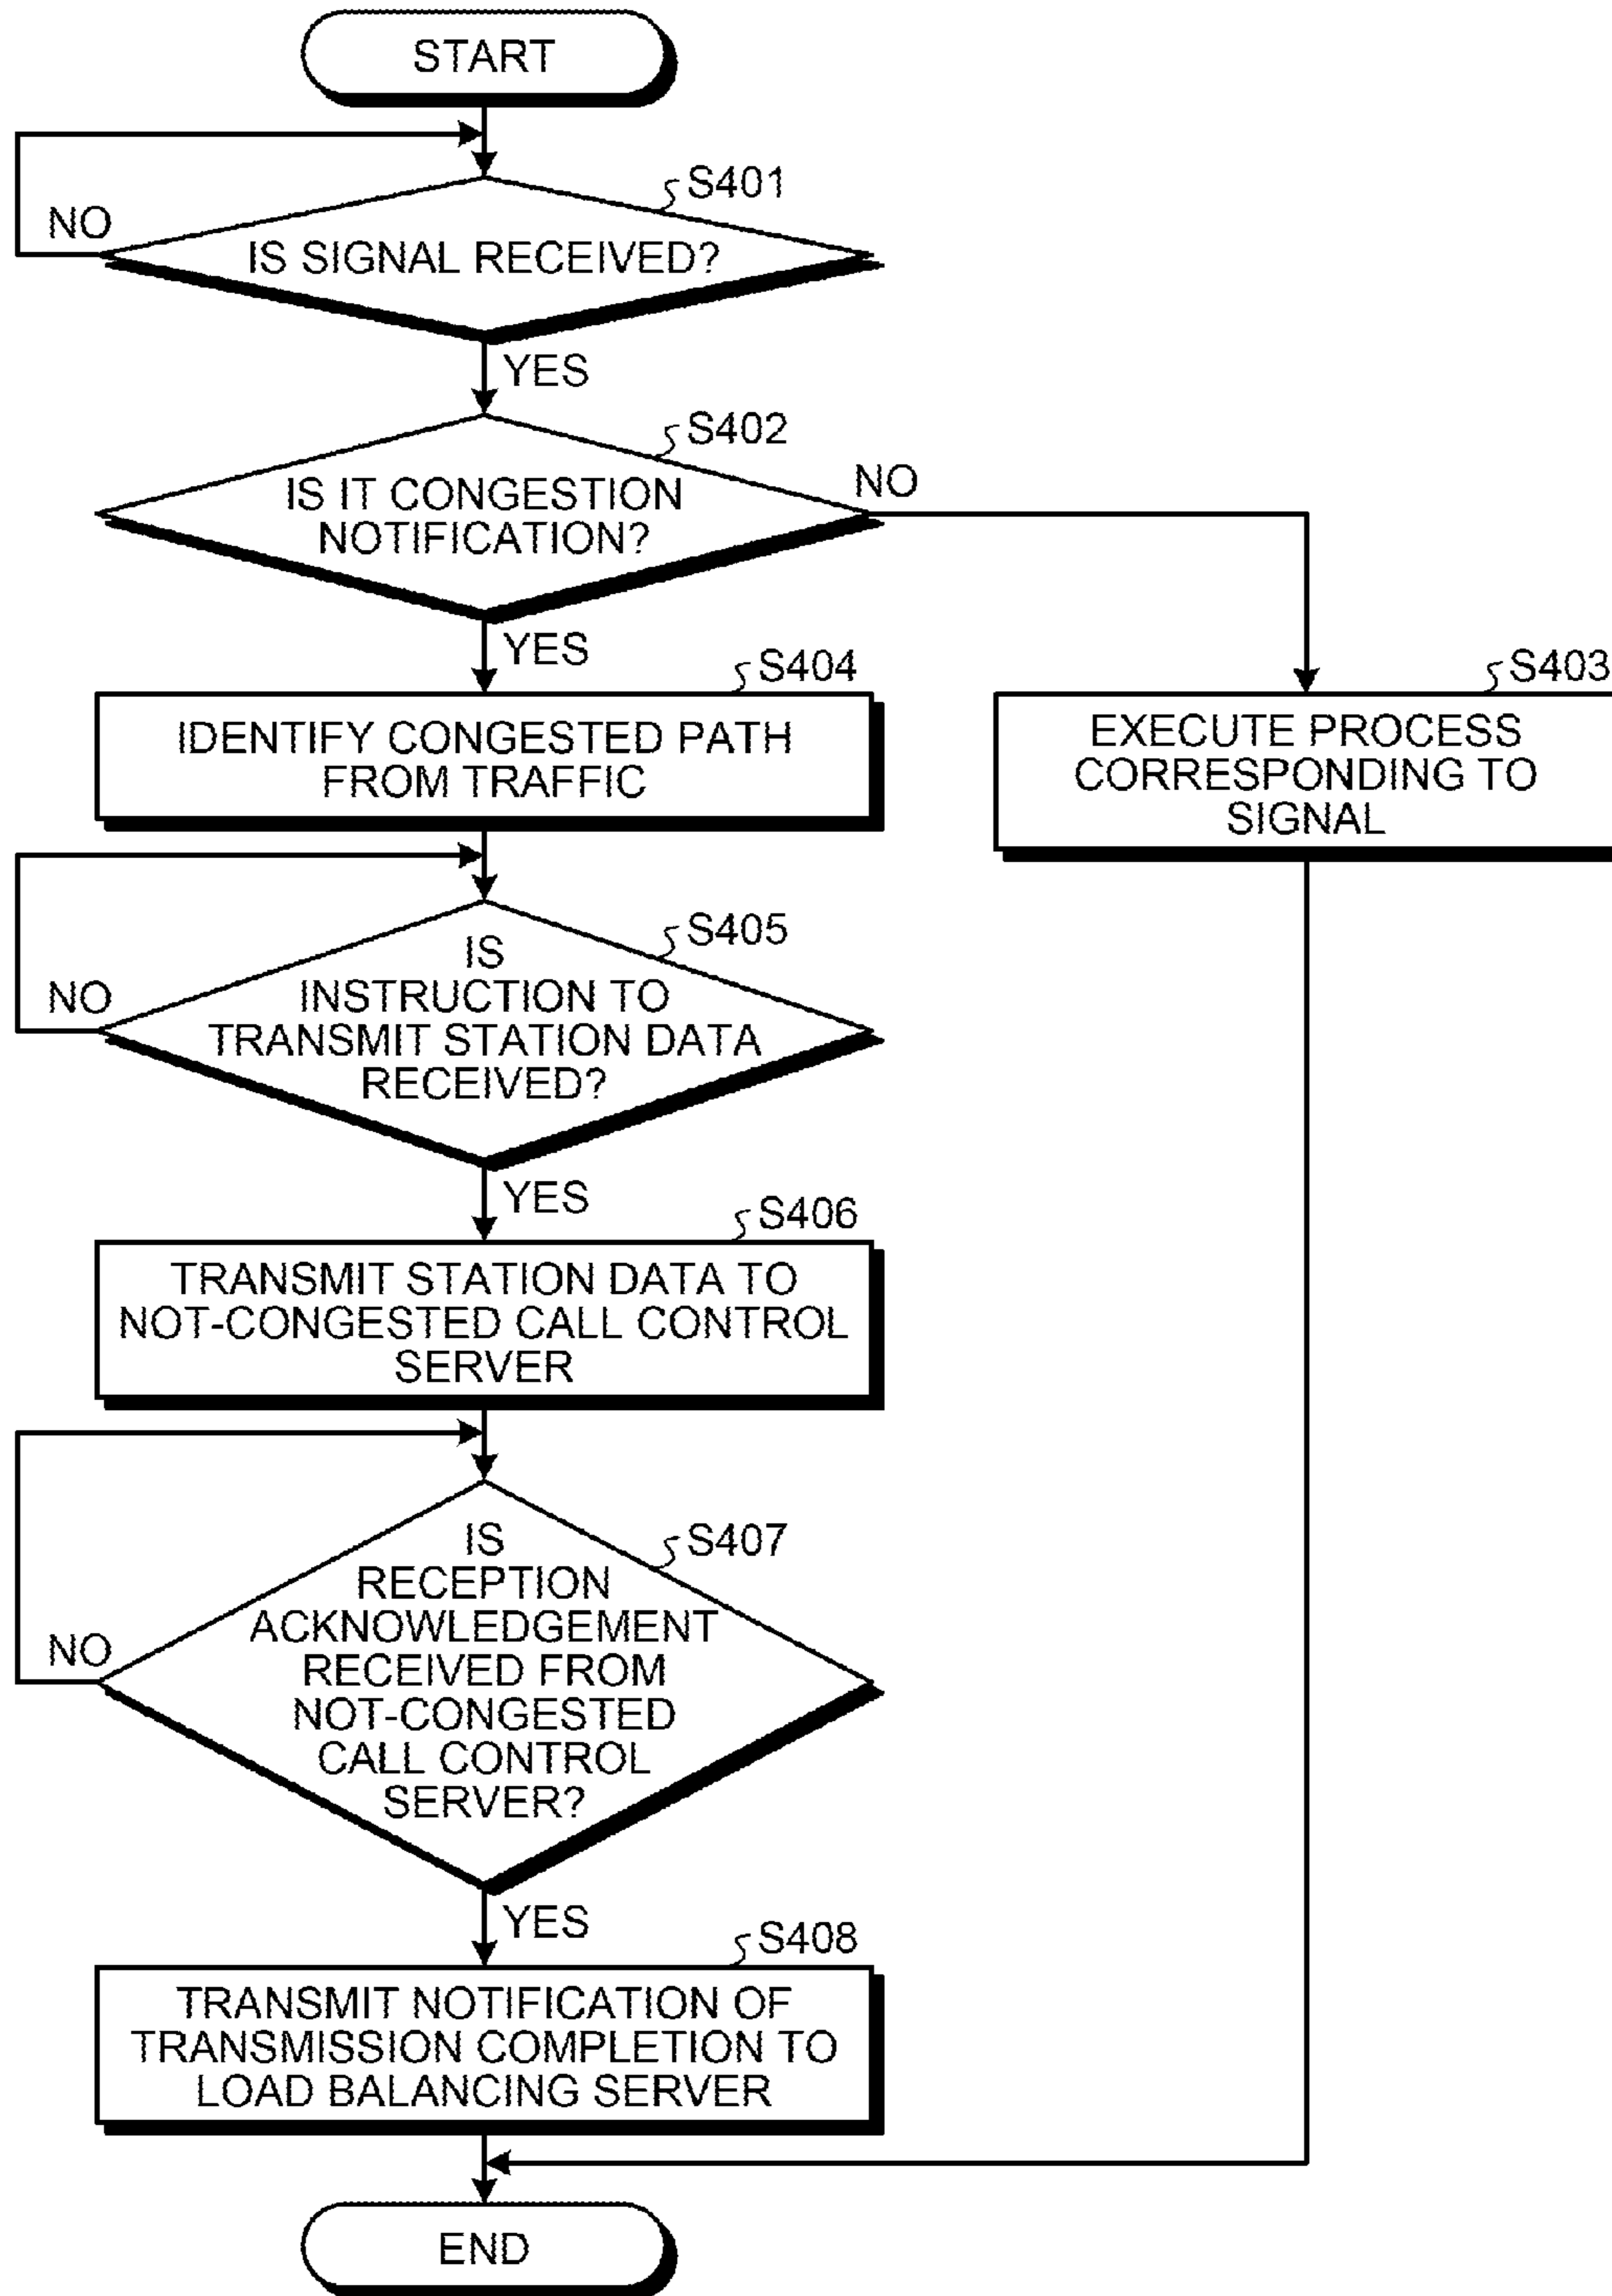 START
S401
NO
IS SIGNAL RECEIVED?
YES
S402
IS IT CONGESTION
NOTIFICATION?
NO
YES
S404
IDENTIFY CONGESTED PATH
FROM TRAFFIC
S403
EXECUTE PROCESS
CORRESPONDING TO
SIGNAL
S405
IS
INSTRUCTION TO
TRANSMIT STATION DATA
RECEIVED?
NO
YES
S406
TRANSMIT STATION DATA TO
NOT-CONGESTED CALL CONTROL
SERVER
S407
IS
RECEPTION
ACKNOWLEDGEMENT
RECEIVED FROM
NOT-CONGESTED
CALL CONTROL
SERVER?
NO
YES
S408
TRANSMIT NOTIFICATION OF
TRANSMISSION COMPLETION TO
LOAD BALANCING SERVER
END